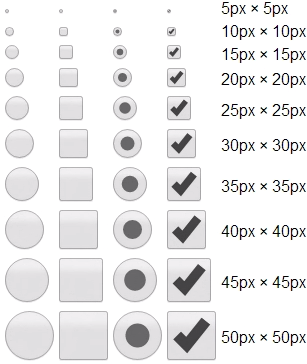 5px × 5px
10px × 10px
15px × 15px
20px × 20px
25px × 25px
30px × 30px
35px × 35px
40px × 40px
45px × 45px
50px × 50px